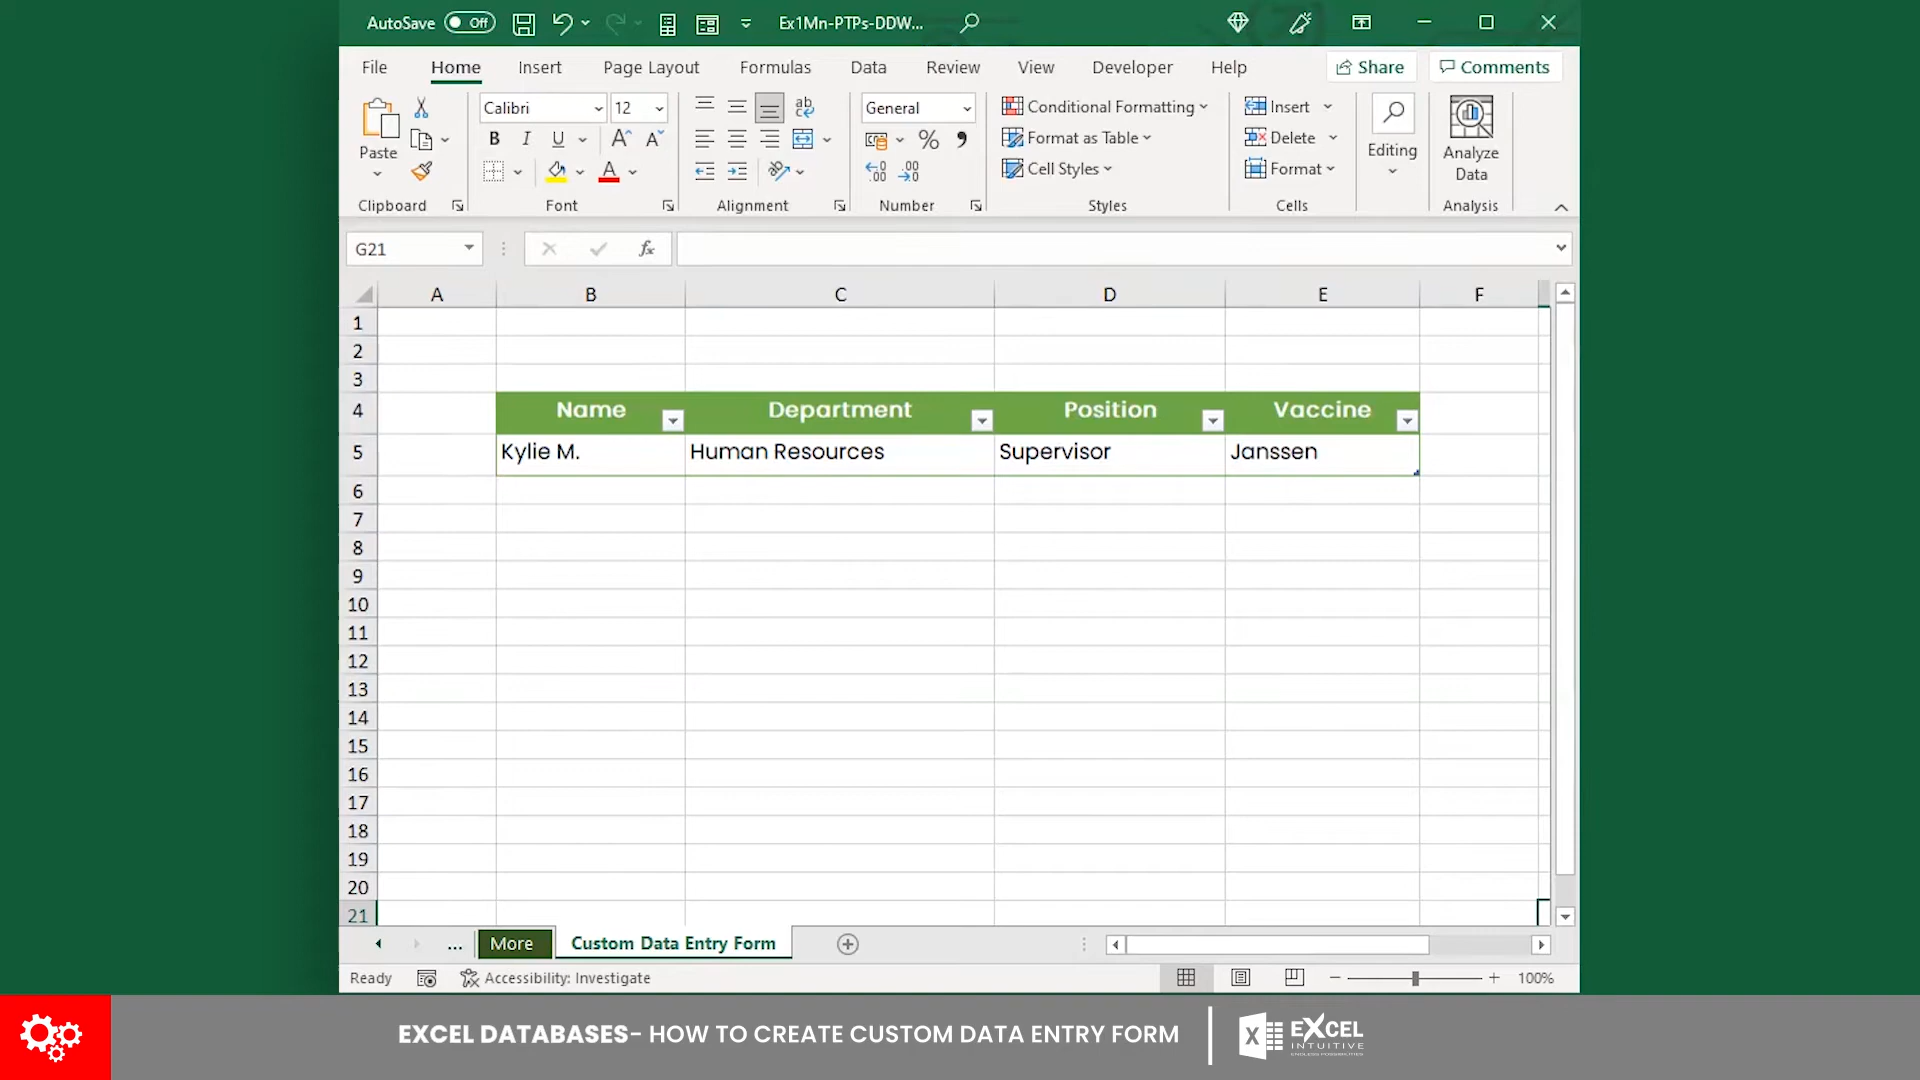 AutoSave Off Ex1Mn-PTPs-DDW...
File Home Insert Page Layout Formulas Data Review View Developer Help Share Comments
Calibri 12 ab General Conditional Formatting Insert
B I U A A % Format as Table Delete Editing
Paste A Cell Styles Format Analyze Data
Clipboard Font Alignment Number Styles Cells Analysis
G21 fx
A B C D E F
1
2
3
4 Name Department Position Vaccine
5 Kylie M. Human Resources Supervisor Janssen
6
7
8
9
10
11
12
13
14
15
16
17
18
19
20
21
... More Custom Data Entry Form
Ready Accessibility: Investigate 100%
EXCEL DATABASES- HOW TO CREATE CUSTOM DATA ENTRY FORM
X EXCEL
INTUITIVE